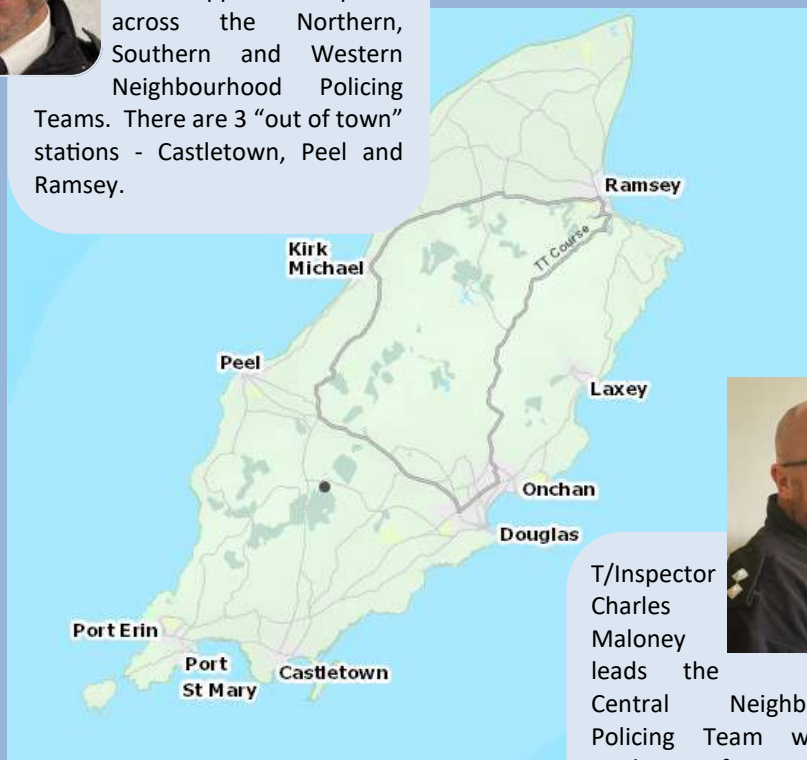 across the Northern,
Southern and Western
Neighbourhood Policing
Teams. There are 3 “out of town”
stations - Castletown, Peel and
Ramsey.
Ramsey
Kirk
Michael
TT Course
Peel
Laxey
Onchan
Douglas
Port Erin
Port
St Mary
Castletown
T/Inspector
Charles
Maloney
leads the
Central
Policing Team